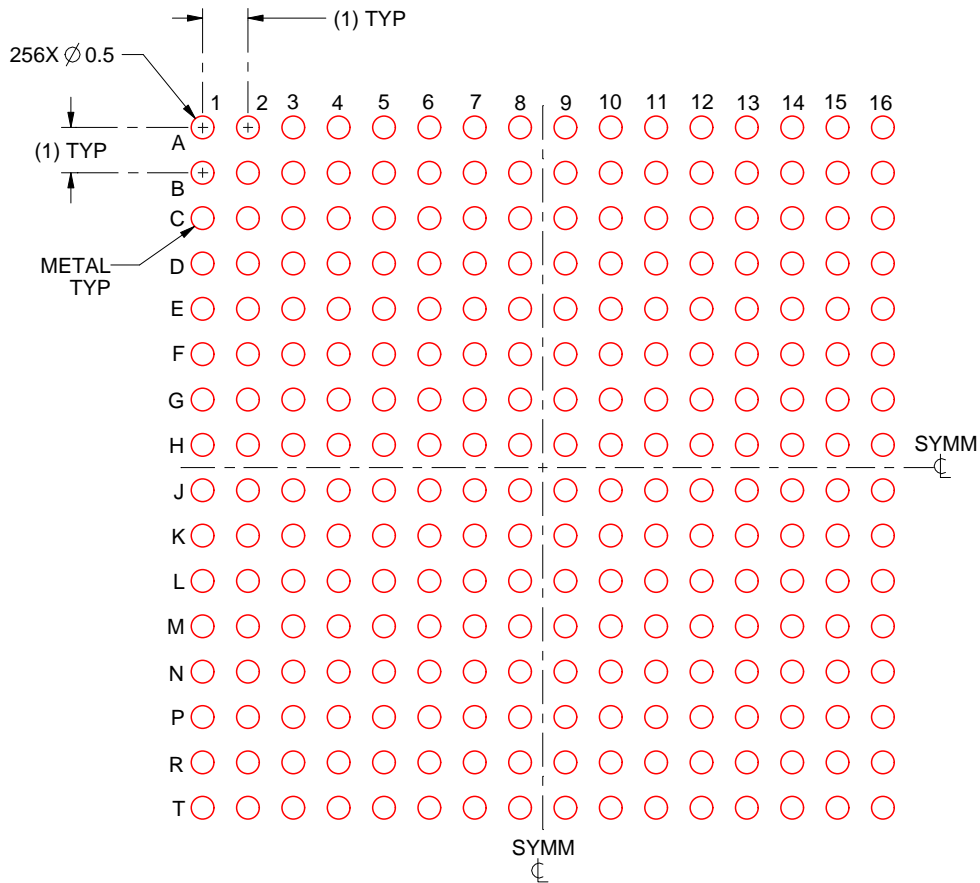 (1) TYP
256X ∅ 0.5
1 2 3 4 5 6 7 8 9 10 11 12 13 14 15 16
A
(1) TYP
B
C
METAL
TYP
D
E
F
G
H
SYMM
℄
J
K
L
M
N
P
R
T
SYMM
℄